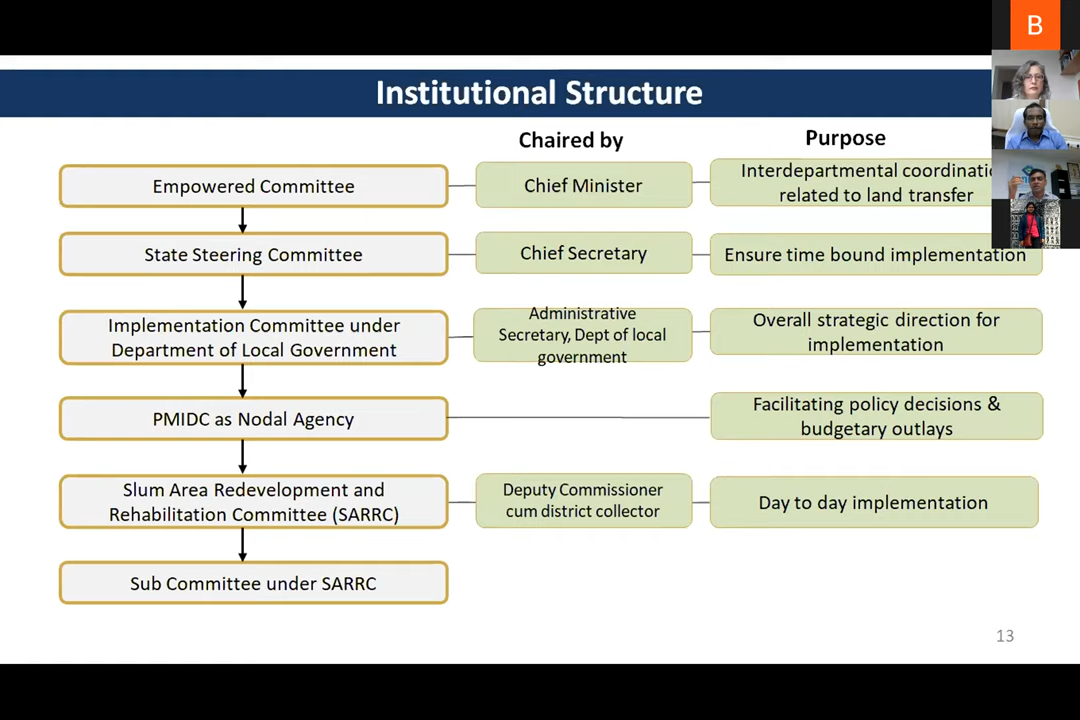 B
Institutional Structure
Chaired by
Purpose
Empowered Committee
Chief Minister
Interdepartmental coordinatio
related to land transfer
State Steering Committee
Chief Secretary
Ensure time bound implementation
Implementation Committee under
Department of Local Government
Administrative
Secretary, Dept of local
government
Overall strategic direction for
implementation
PMIDC as Nodal Agency
Facilitating policy decisions &
budgetary outlays
Slum Area Redevelopment and
Rehabilitation Committee (SARRC)
Deputy Commissioner
cum district collector
Day to day implementation
Sub Committee under SARRC
13